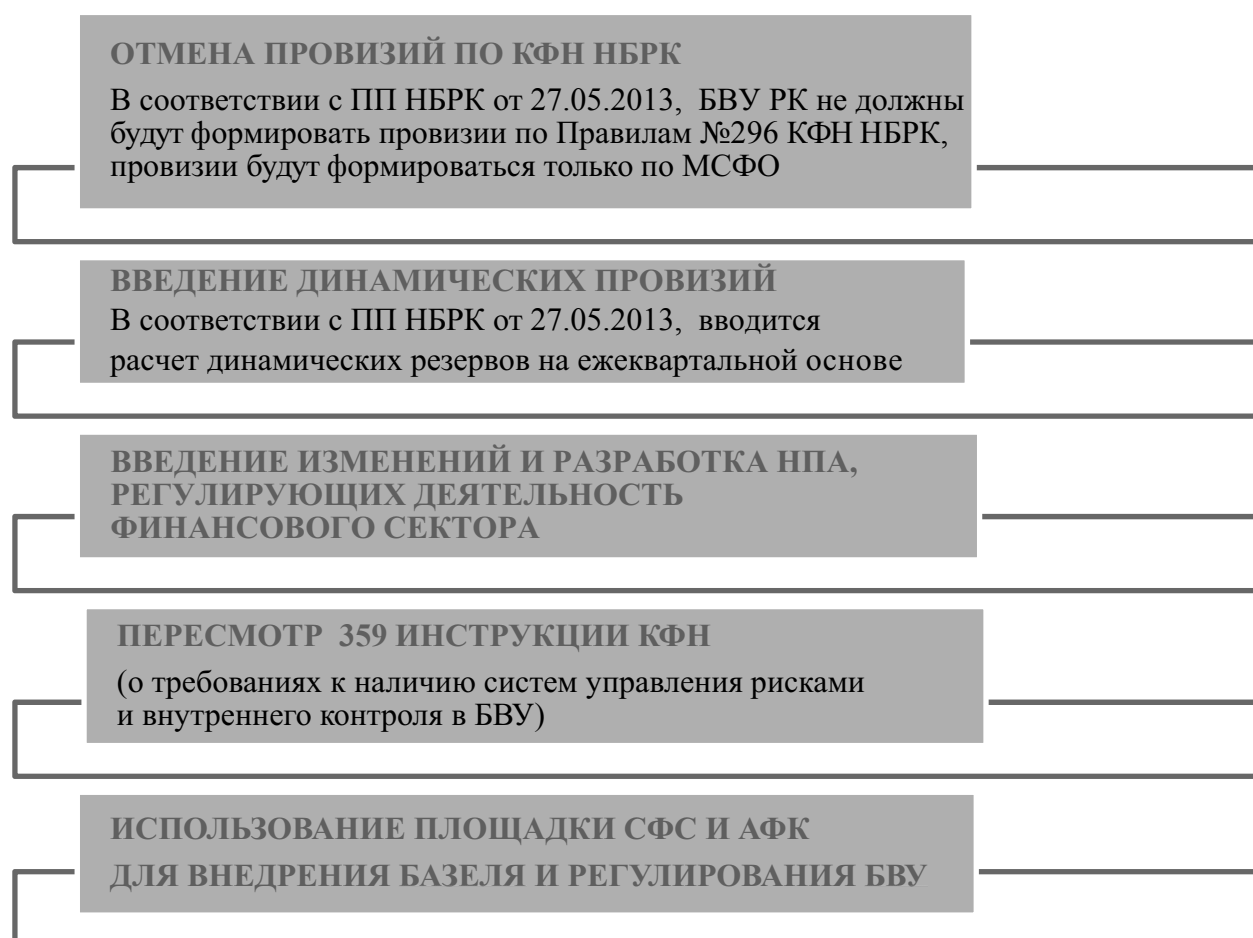 ОТМЕНА ПРОВИЗИЙ ПО КФН НБРК
В соответствии с ПП НБРК от 27.05.2013, БВУ РК не должны
будут формировать провизии по Правилам №296 КФН НБРК,
провизии будут формироваться только по МСФО
ВВЕДЕНИЕ ДИНАМИЧЕСКИХ ПРОВИЗИЙ
В соответствии с ПП НБРК от 27.05.2013, вводится
расчет динамических резервов на ежеквартальной основе
ВВЕДЕНИЕ ИЗМЕНЕНИЙ И РАЗРАБОТКА НПА,
РЕГУЛИРУЮЩИХ ДЕЯТЕЛЬНОСТЬ
ФИНАНСОВОГО СЕКТОРА
ПЕРЕСМОТР 359 ИНСТРУКЦИИ КФН
(о требованиях к наличию систем управления рисками
и внутреннего контроля в БВУ)
ИСПОЛЬЗОВАНИЕ ПЛОЩАДКИ СФС И АФК
ДЛЯ ВНЕДРЕНИЯ БАЗЕЛЯ И РЕГУЛИРОВАНИЯ БВУ